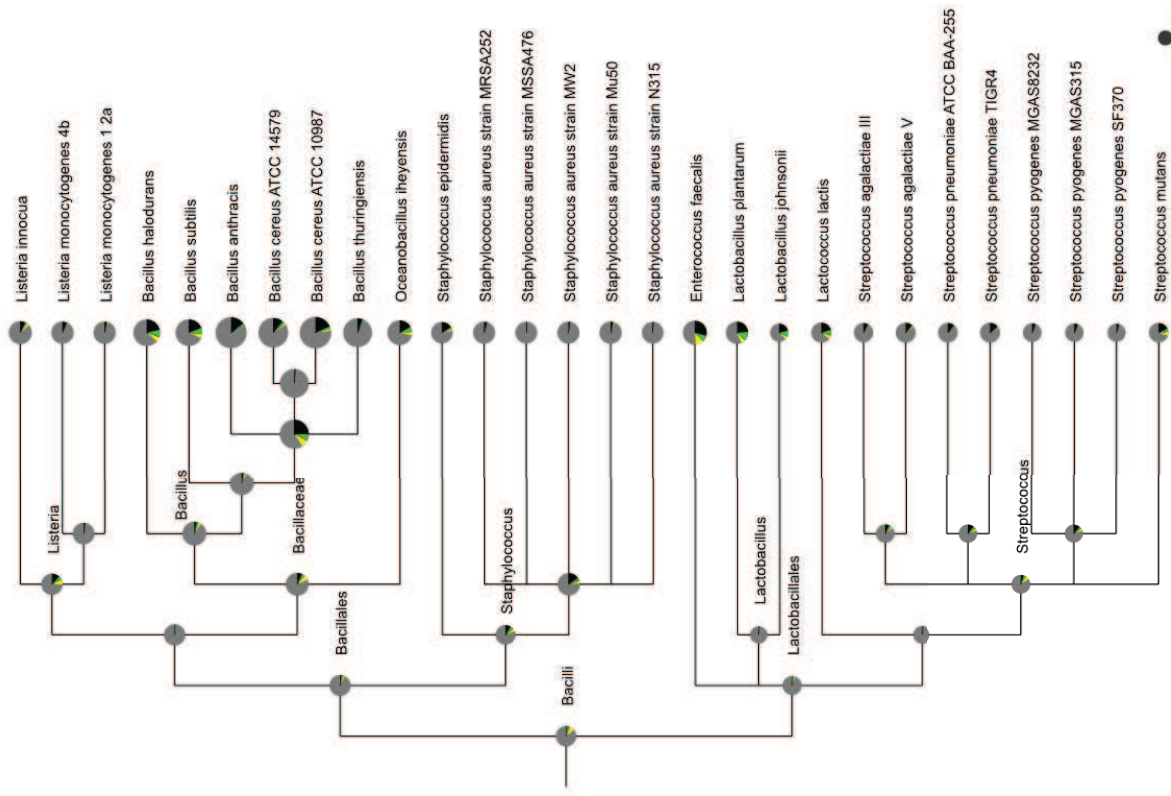 Listeria innocua
Listeria monocytogenes 4b
Listeria monocytogenes 1 2a
Bacillus halodurans
Bacillus subtilis
Bacillus anthracis
Bacillus cereus ATCC 14579
Bacillus cereus ATCC 10987
Bacillus thuringiensis
Oceanobacillus iheyensis
Staphylococcus epidermidis
Staphylococcus aureus strain MRSA252
Staphylococcus aureus strain MSSA476
Staphylococcus aureus strain MW2
Staphylococcus aureus strain Mu50
Staphylococcus aureus strain N315
Enterococcus faecalis
Lactobacillus plantarum
Lactobacillus johnsonii
Lactococcus lactis
Streptococcus agalactiae III
Streptococcus agalactiae V
Streptococcus pneumoniae ATCC BAA-255
Streptococcus pneumoniae TIGR4
Streptococcus pyogenes MGAS8232
Streptococcus pyogenes MGAS315
Streptococcus pyogenes SF370
Streptococcus mutans
Listeria
Bacillus
Bacillaceae
Bacillales
Staphylococcus
Bacilli
Lactobacillus
Lactobacillales
Streptococcus